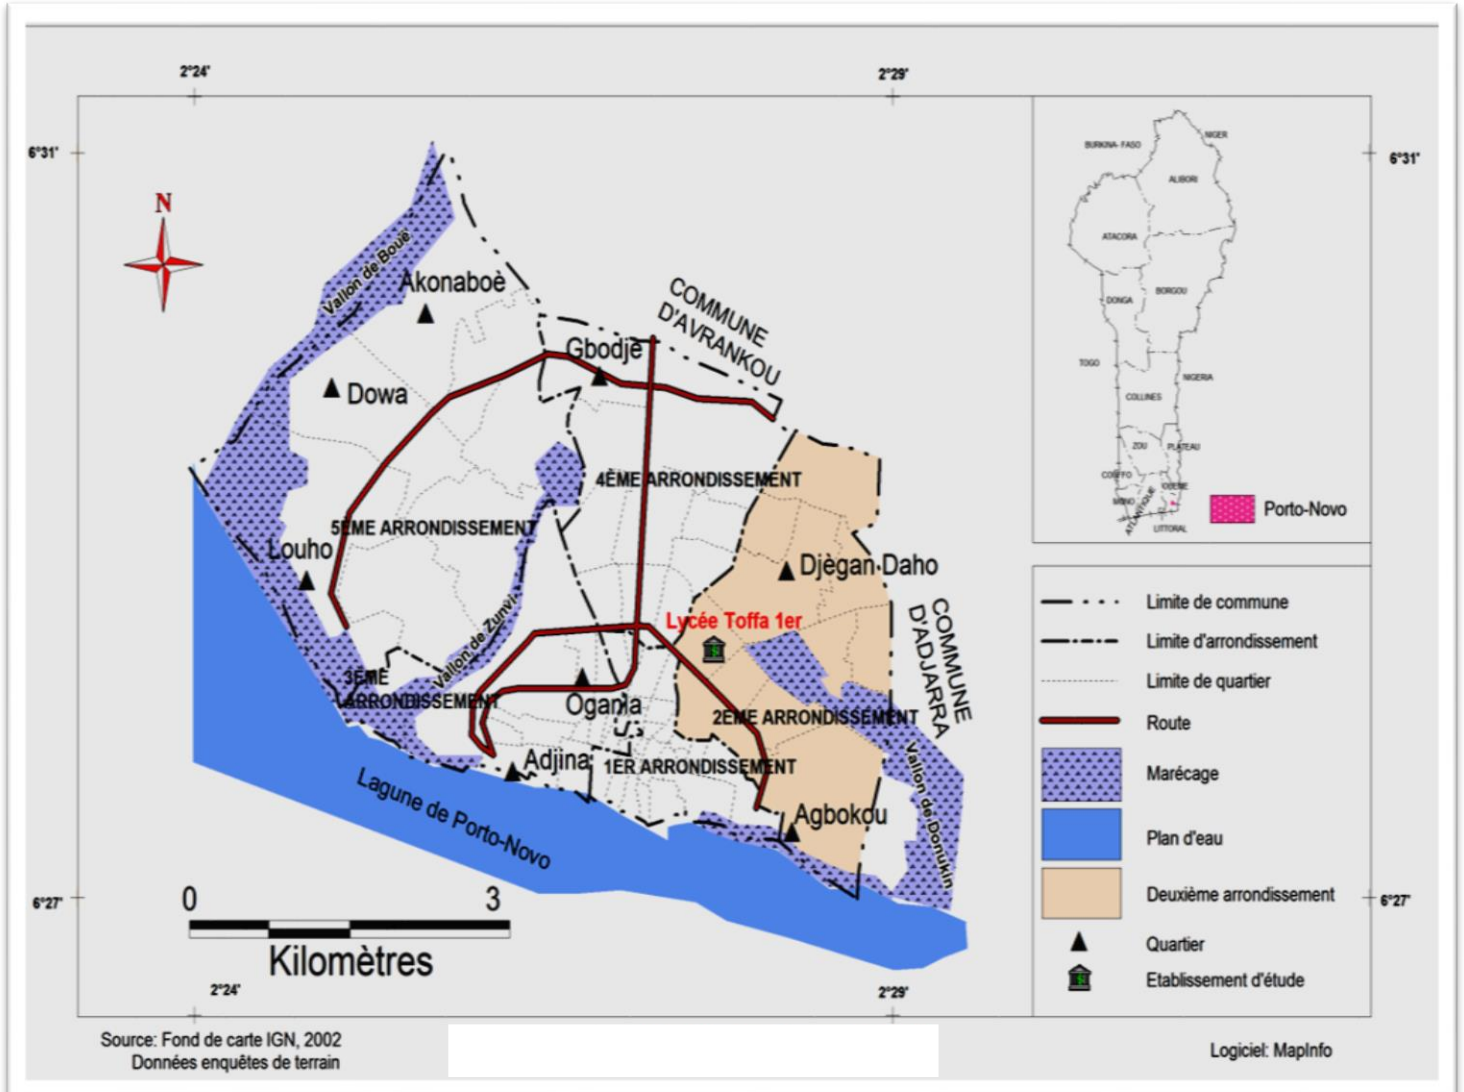 2°24'
2°29'
6°31'
6°31'
N
BURKINA- FASO
NIGER
ALIBORI
ATACORA
BORGOU
DONGA
TOGO
NIGERIA
COLLINES
ZOU
PLATEAU
COUFFO
OUEME
MONO
ATLANTIQUE
LITTORAL
Porto-Novo
Vallon de Boué
Akonaboè
COMMUNE
D'AVRANKOU
Gbodjè
Dowa
4ÈME ARRONDISSEMENT
5ÈME ARRONDISSEMENT
Louho
Djègan-Daho
Lycée Toffa 1er
COMMUNE
D'ADJARRA
Vallon de Zunvi
3EME
ARRONDISSEMENT
Ogania
2EME ARRONDISSEMENT
Adjina
1ER ARRONDISSEMENT
Vallon de Donukin
Agbokou
Lagune de Porto-Novo
Limite de commune
Limite d'arrondissement
Limite de quartier
Route
Marécage
Plan d'eau
Deuxième arrondissement
Quartier
Etablissement d'étude
6°27'
6°27'
0 3
Kilomètres
2°24'
2°29'
Source: Fond de carte IGN, 2002
Données enquêtes de terrain
Logiciel: MapInfo